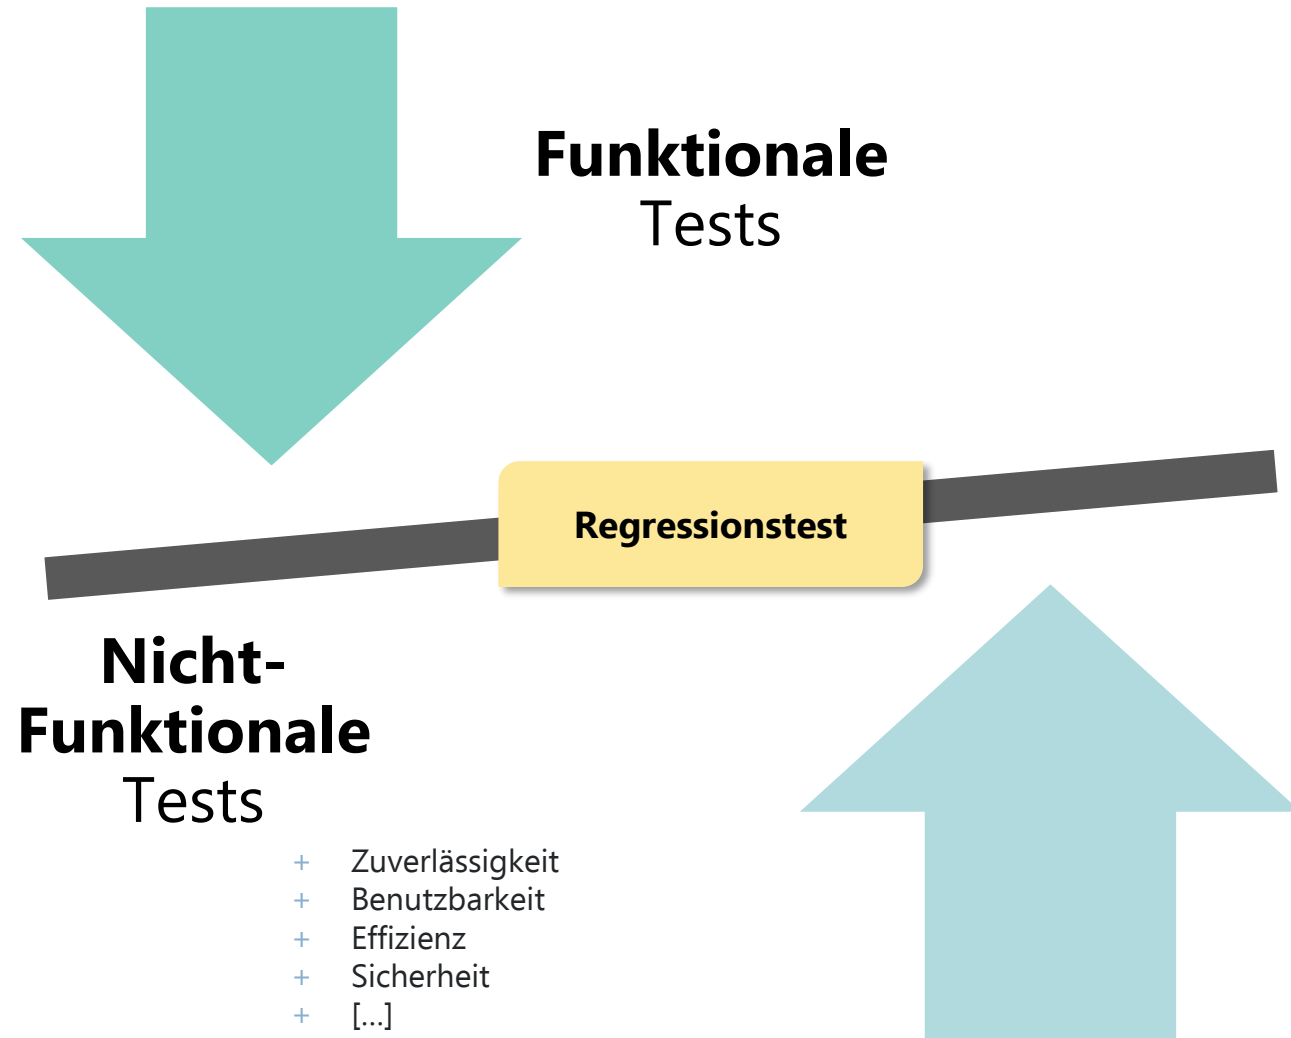 Funktionale
Tests
Regressionstest
Nicht-
Funktionale
Tests
+ Zuverlässigkeit
+ Benutzbarkeit
+ Effizienz
+ Sicherheit
+ [...]